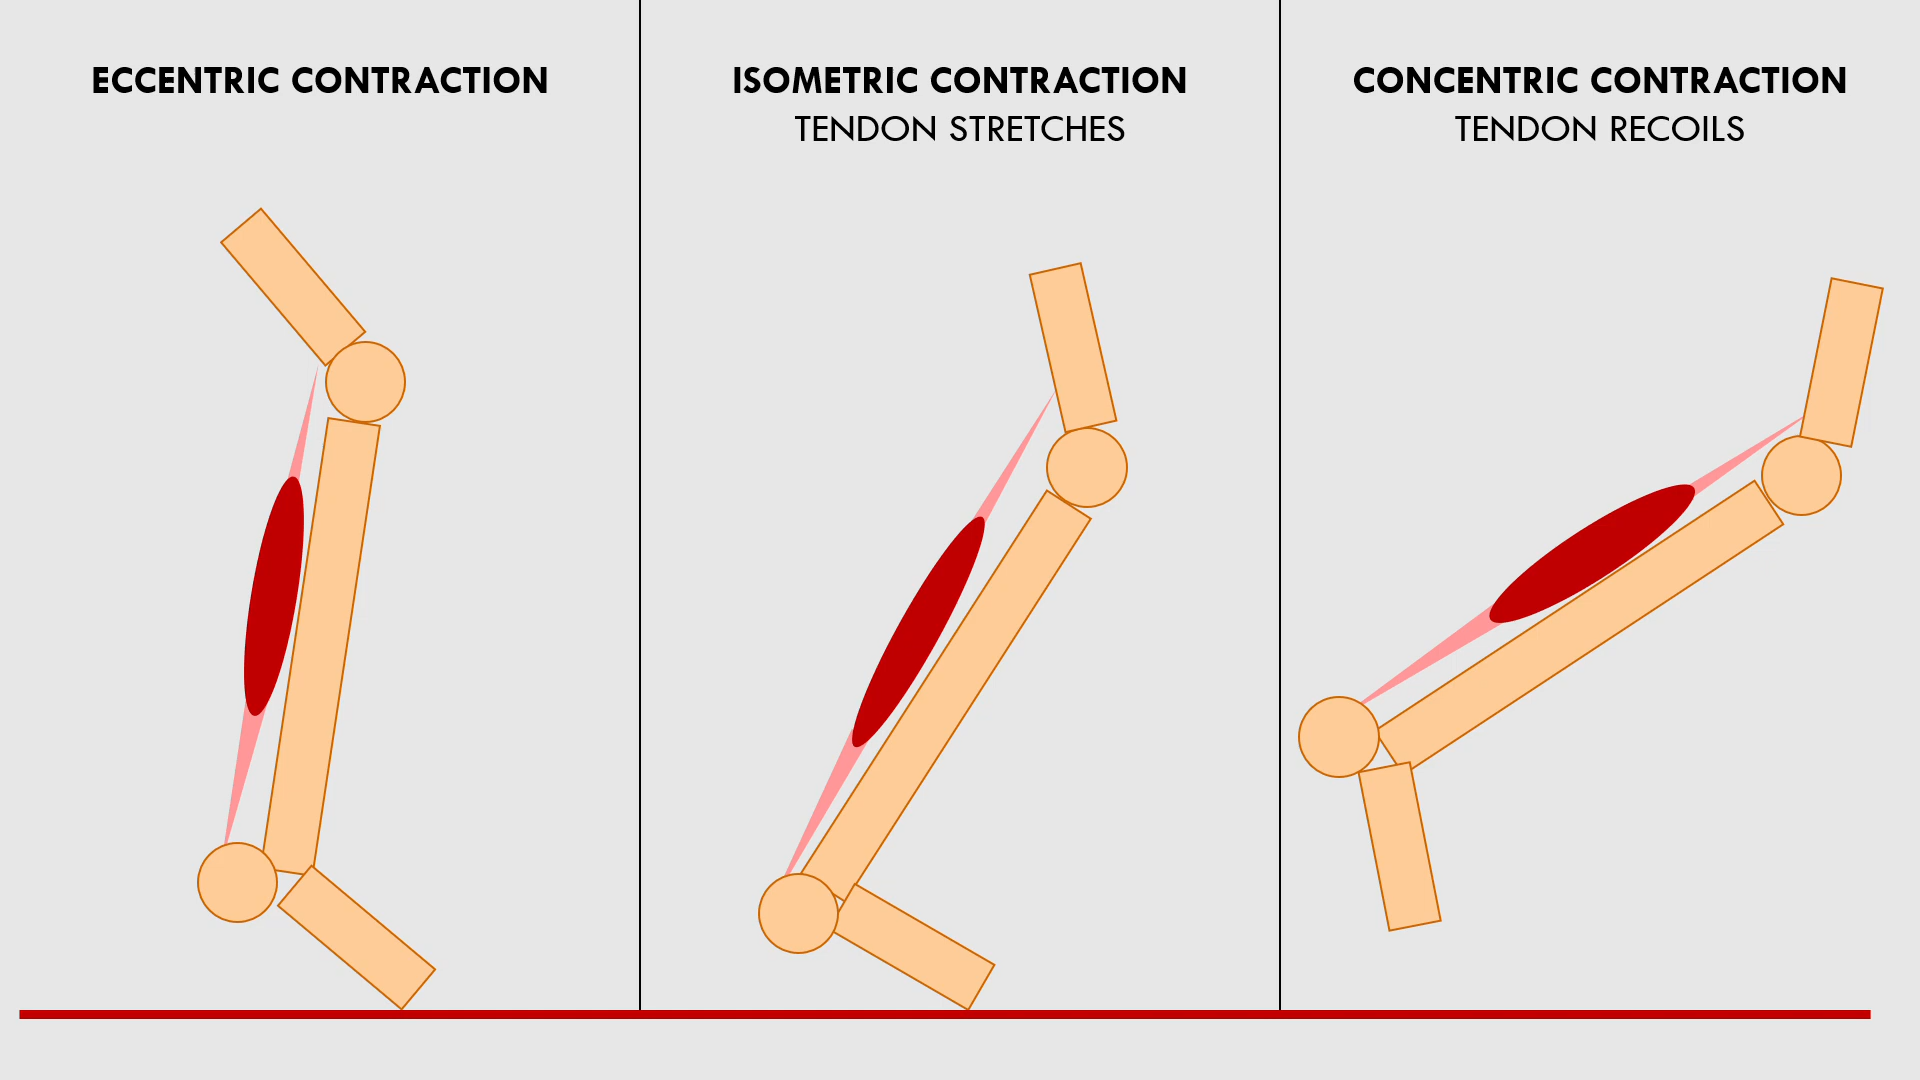 ECCENTRIC CONTRACTION
ISOMETRIC CONTRACTION
TENDON STRETCHES
CONCENTRIC CONTRACTION
TENDON RECOILS